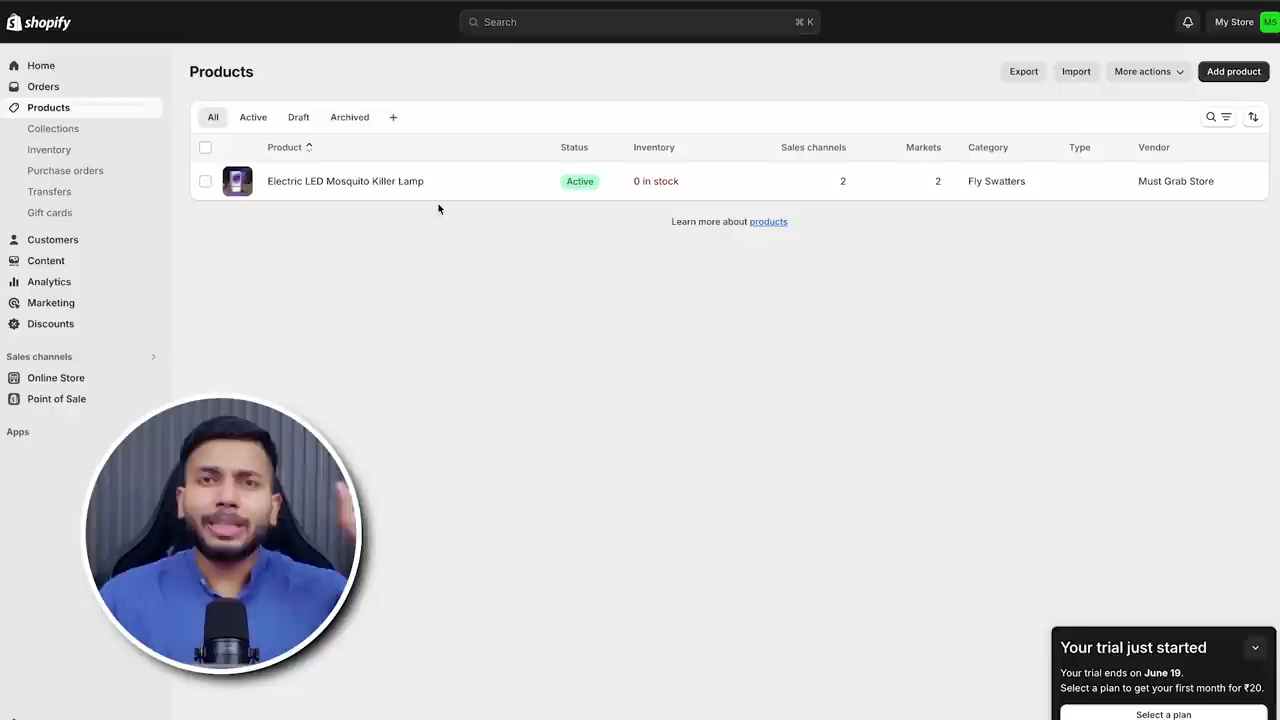 shopify
Search
⌘ K
My Store
MS
Home
Orders
Products
Collections
Inventory
Purchase orders
Transfers
Gift cards
Customers
Content
Analytics
Marketing
Discounts
Sales channels
Online Store
Point of Sale
Apps
Products
Export
Import
More actions
Add product
All
Active
Draft
Archived
+
Product
Status
Inventory
Sales channels
Markets
Category
Type
Vendor
Electric LED Mosquito Killer Lamp
Active
0 in stock
2
2
Fly Swatters
Must Grab Store
Learn more about products
Your trial just started
Your trial ends on June 19.
Select a plan to get your first month for ₹20.
Select a plan